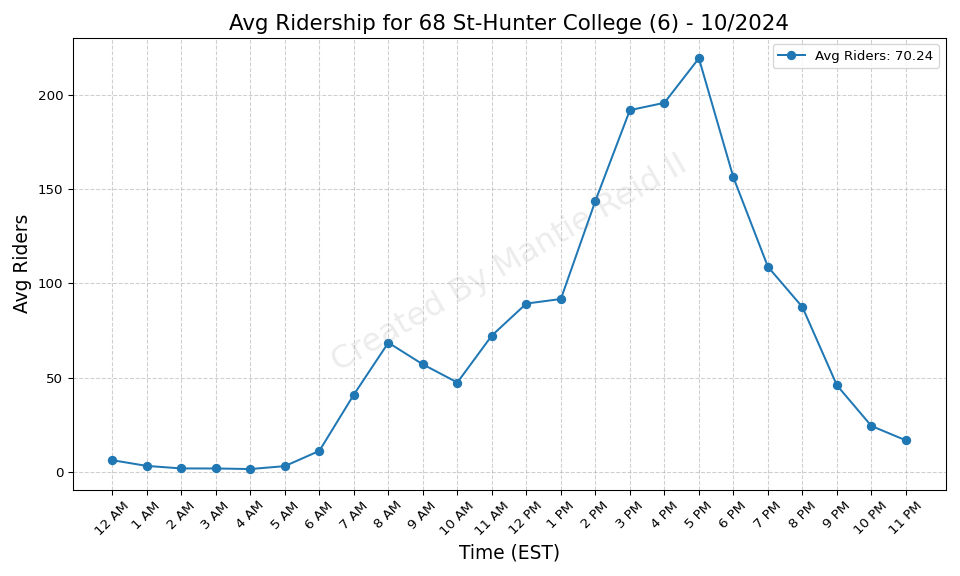 Avg Ridership for 68 St-Hunter College (6) - 10/2024
Avg Riders: 70.24
Avg Riders
200
150
100
50
0
Created By Mantie Reid II
12 AM
1 AM
2 AM
3 AM
4 AM
5 AM
6 AM
7 AM
8 AM
9 AM
10 AM
11 AM
12 PM
1 PM
2 PM
3 PM
4 PM
5 PM
6 PM
7 PM
8 PM
9 PM
10 PM
11 PM
Time (EST)